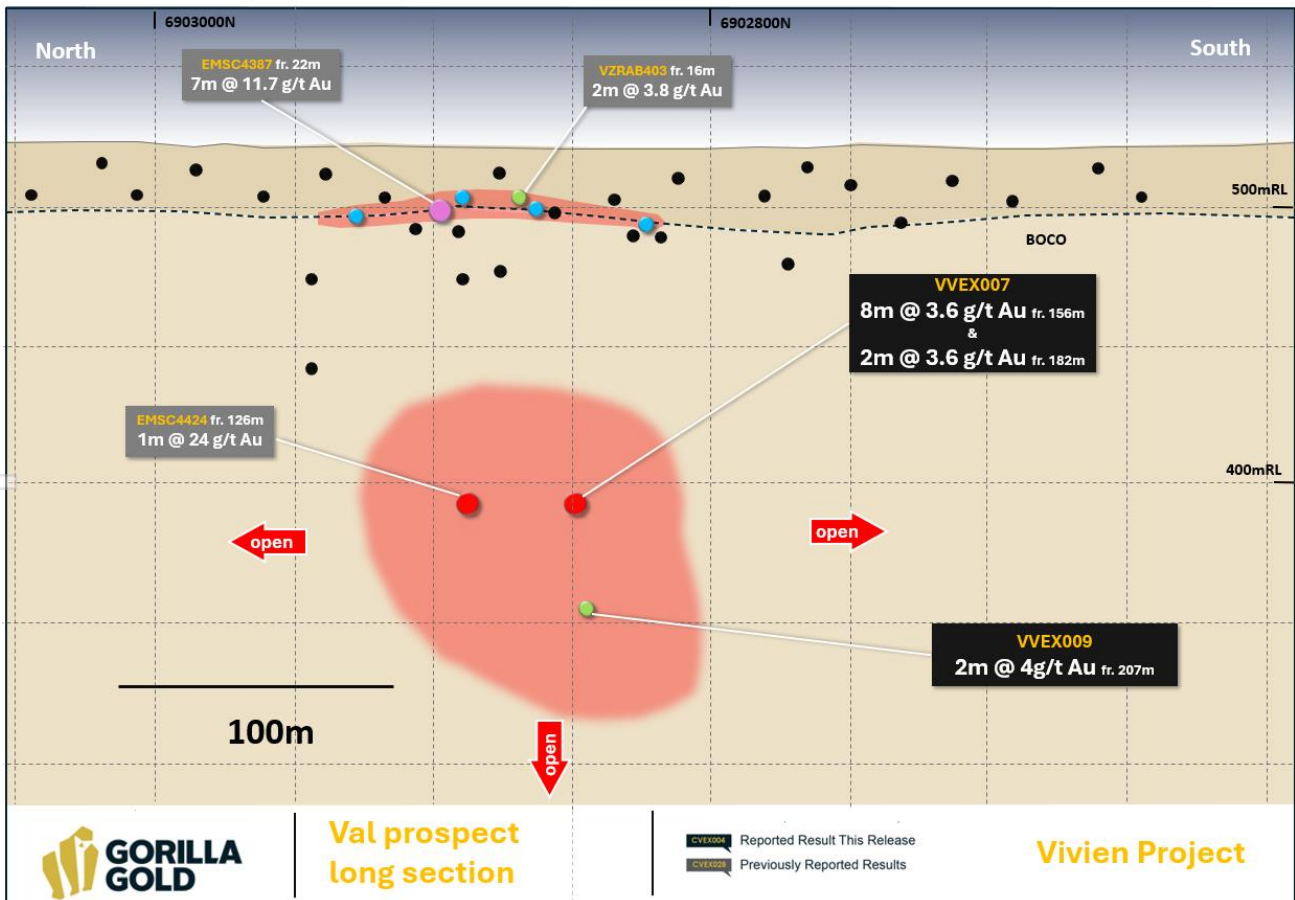 6903000N
6902800N
North
South
EMSC4387 fr. 22m
7m @ 11.7 g/t Au
VZRAB403 fr. 16m
2m @ 3.8 g/t Au
500mRL
BOCO
VVEX007
8m @ 3.6 g/t Au fr. 156m
&
2m @ 3.6 g/t Au fr. 182m
EMSC4424 fr. 126m
1m @ 24 g/t Au
400mRL
open
open
VVEX009
2m @ 4g/t Au fr. 207m
100m
open
GORILLA
GOLD
Val prospect
long section
CVEX004 Reported Result This Release
CVEX028 Previously Reported Results
Vivien Project